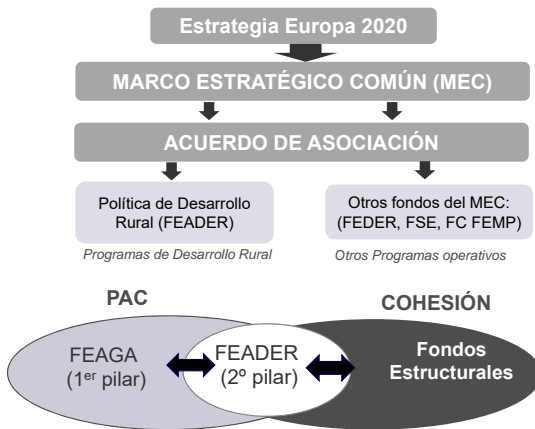 Estrategia Europa 2020
MARCO ESTRATÉGICO COMÚN (MEC)
ACUERDO DE ASOCIACIÓN
Política de Desarrollo
Rural (FEADER)
Otros fondos del MEC:
(FEDER, FSE, FC FEMP)
Programas de Desarrollo Rural
Otros Programas operativos
PAC
COHESIÓN
FEAGA
(1er pilar)
FEADER
(2º pilar)
Fondos
Estructurales